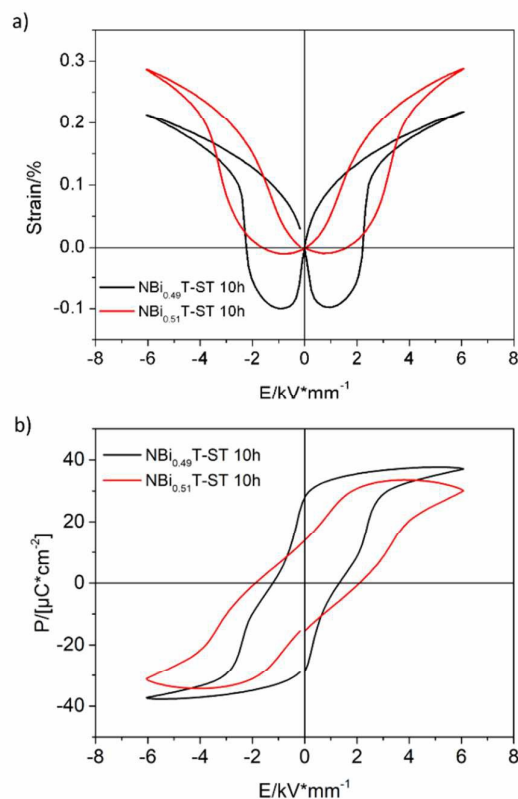 a)
0.3
0.2
0.1
0.0
-0.1
Strain/%
NBi0.49T-ST 10h
NBi0.51T-ST 10h
-8 -6 -4 -2 0 2 4 6 8
E/kV*mm-1
b)
40
20
0
-20
-40
P/[µC*cm-2]
NBi0.49T-ST 10h
NBi0.51T-ST 10h
-8 -6 -4 -2 0 2 4 6 8
E/kV*mm-1